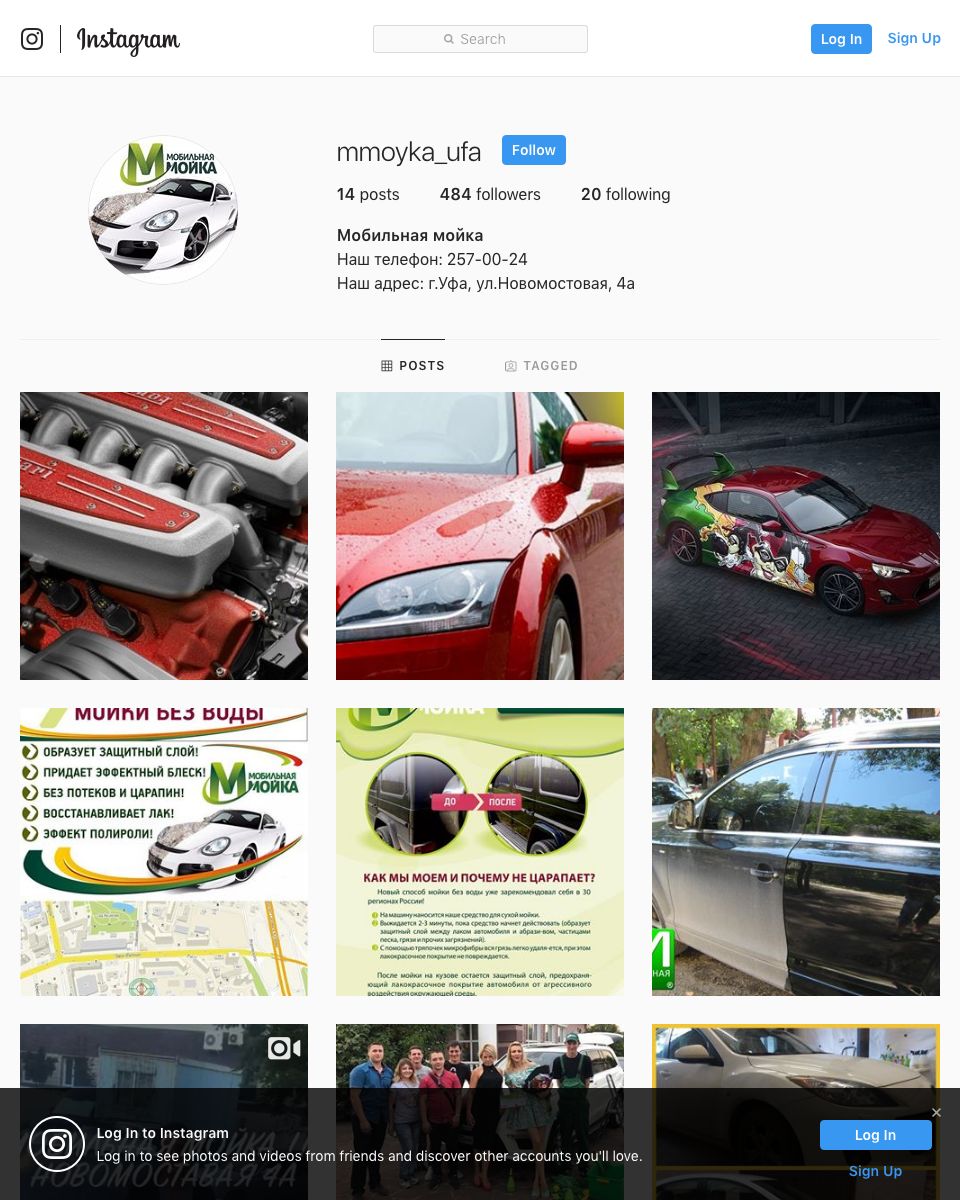 Instagram
Search
Log In
Sign Up
МОБИЛЬНАЯ
МОЙКА
mmoyka_ufa
Follow
14 posts
484 followers
20 following
Мобильная мойка
Наш телефон: 257-00-24
Наш адрес: г.Уфа, ул.Новомостовая, 4а
POSTS
TAGGED
МОЙКИ БЕЗ ВОДЫ
ОБРАЗУЕТ ЗАЩИТНЫЙ СЛОЙ!
ПРИДАЕТ ЭФФЕКТНЫЙ БЛЕСК!
БЕЗ ПОТЕКОВ И ЦАРАПИН!
ВОССТАНАВЛИВАЕТ ЛАК!
ЭФФЕКТ ПОЛИРОЛИ!
МОБИЛЬНАЯ
МОЙКА
МОЙКА
ДО
ПОСЛЕ
КАК МЫ МОЕМ И ПОЧЕМУ НЕ ЦАРАПАЕТ?
Новый способ мойки без воды уже зарекомендовал себя в 30
регионах России!
На машину наносится наше средство для сухой мойки.
Выжидается 2-3 минуты, пока средство начнет действовать (образует
защитный слой между лаком автомобиля и абрази-вом, частицами
песка, грязи и прочих загрязнений).
С помощью тряпочек микрофибры вся грязь легко удаля-ется, при этом
лакокрасочное покрытие не повреждается.
После мойки на кузове остается защитный слой, предохраня-
ющий лакокрасочное покрытие автомобиля от агрессивного
воздействия окружающей среды.
НАЯ
Log In to Instagram
Log in to see photos and videos from friends and discover other accounts you'll love.
Log In
Sign Up
НОВОМОСТАВАЯ 4А